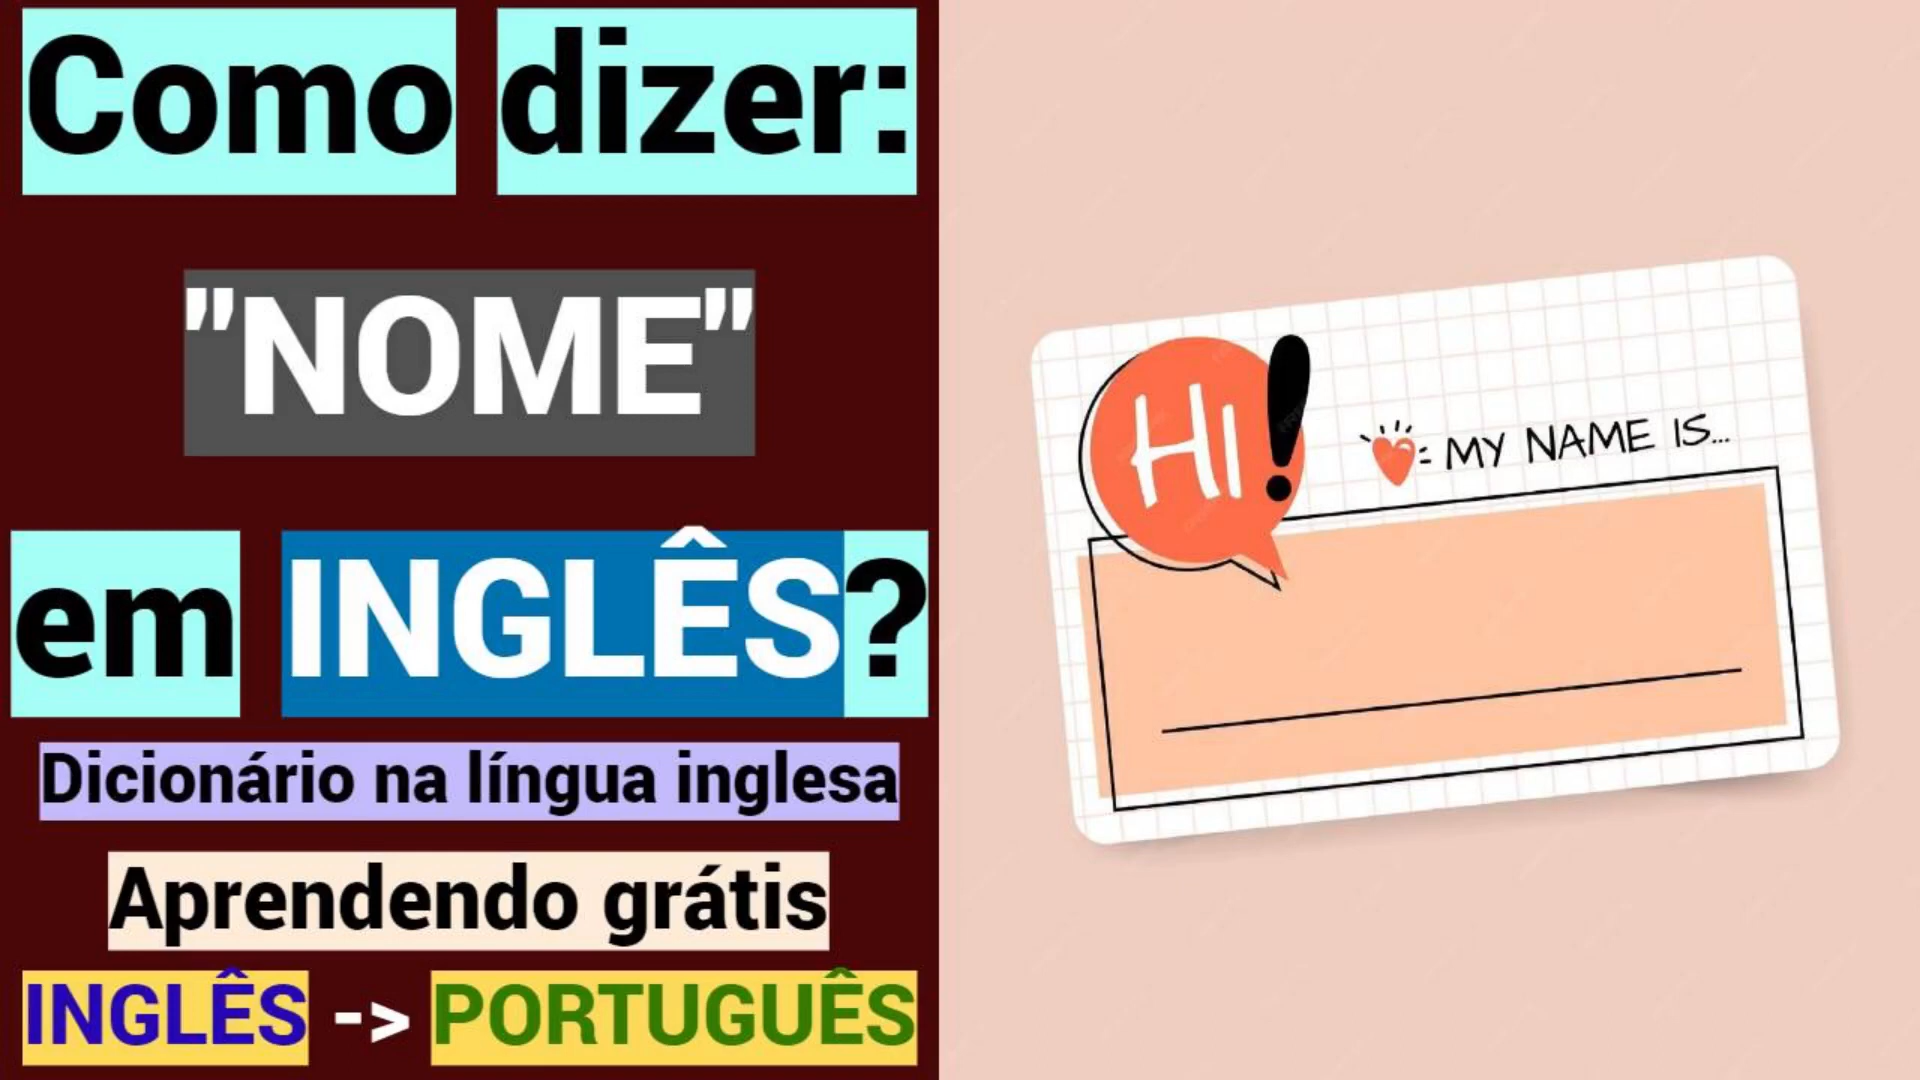 Como dizer:
"NOME"
em INGLÊS?
Dicionário na língua inglesa
Aprendendo grátis
INGLÊS -> PORTUGUÊS
HI!
MY NAME IS...